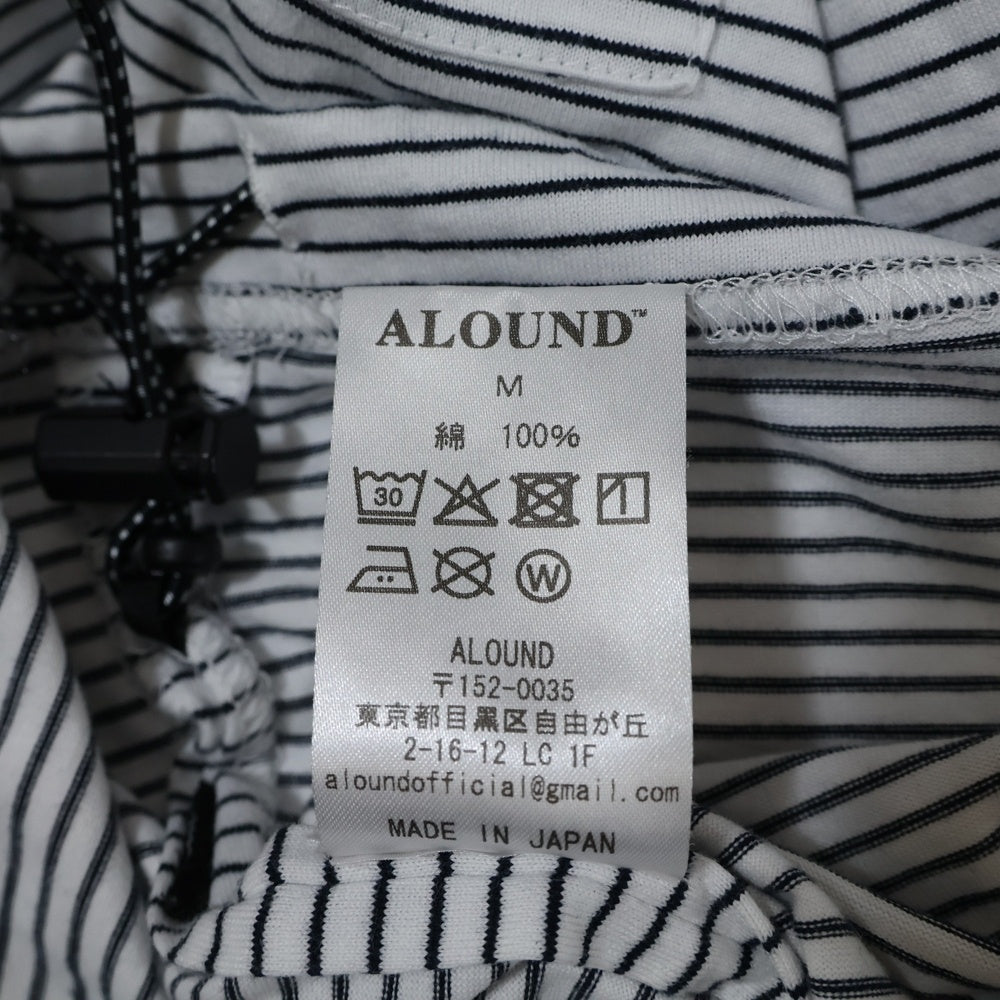 ALOUND™
M
綿 100%
30
W
ALOUND
〒152-0035
東京都目黒区自由が丘
2-16-12 LC 1F
aloundofficial@gmail.com
MADE IN JAPAN